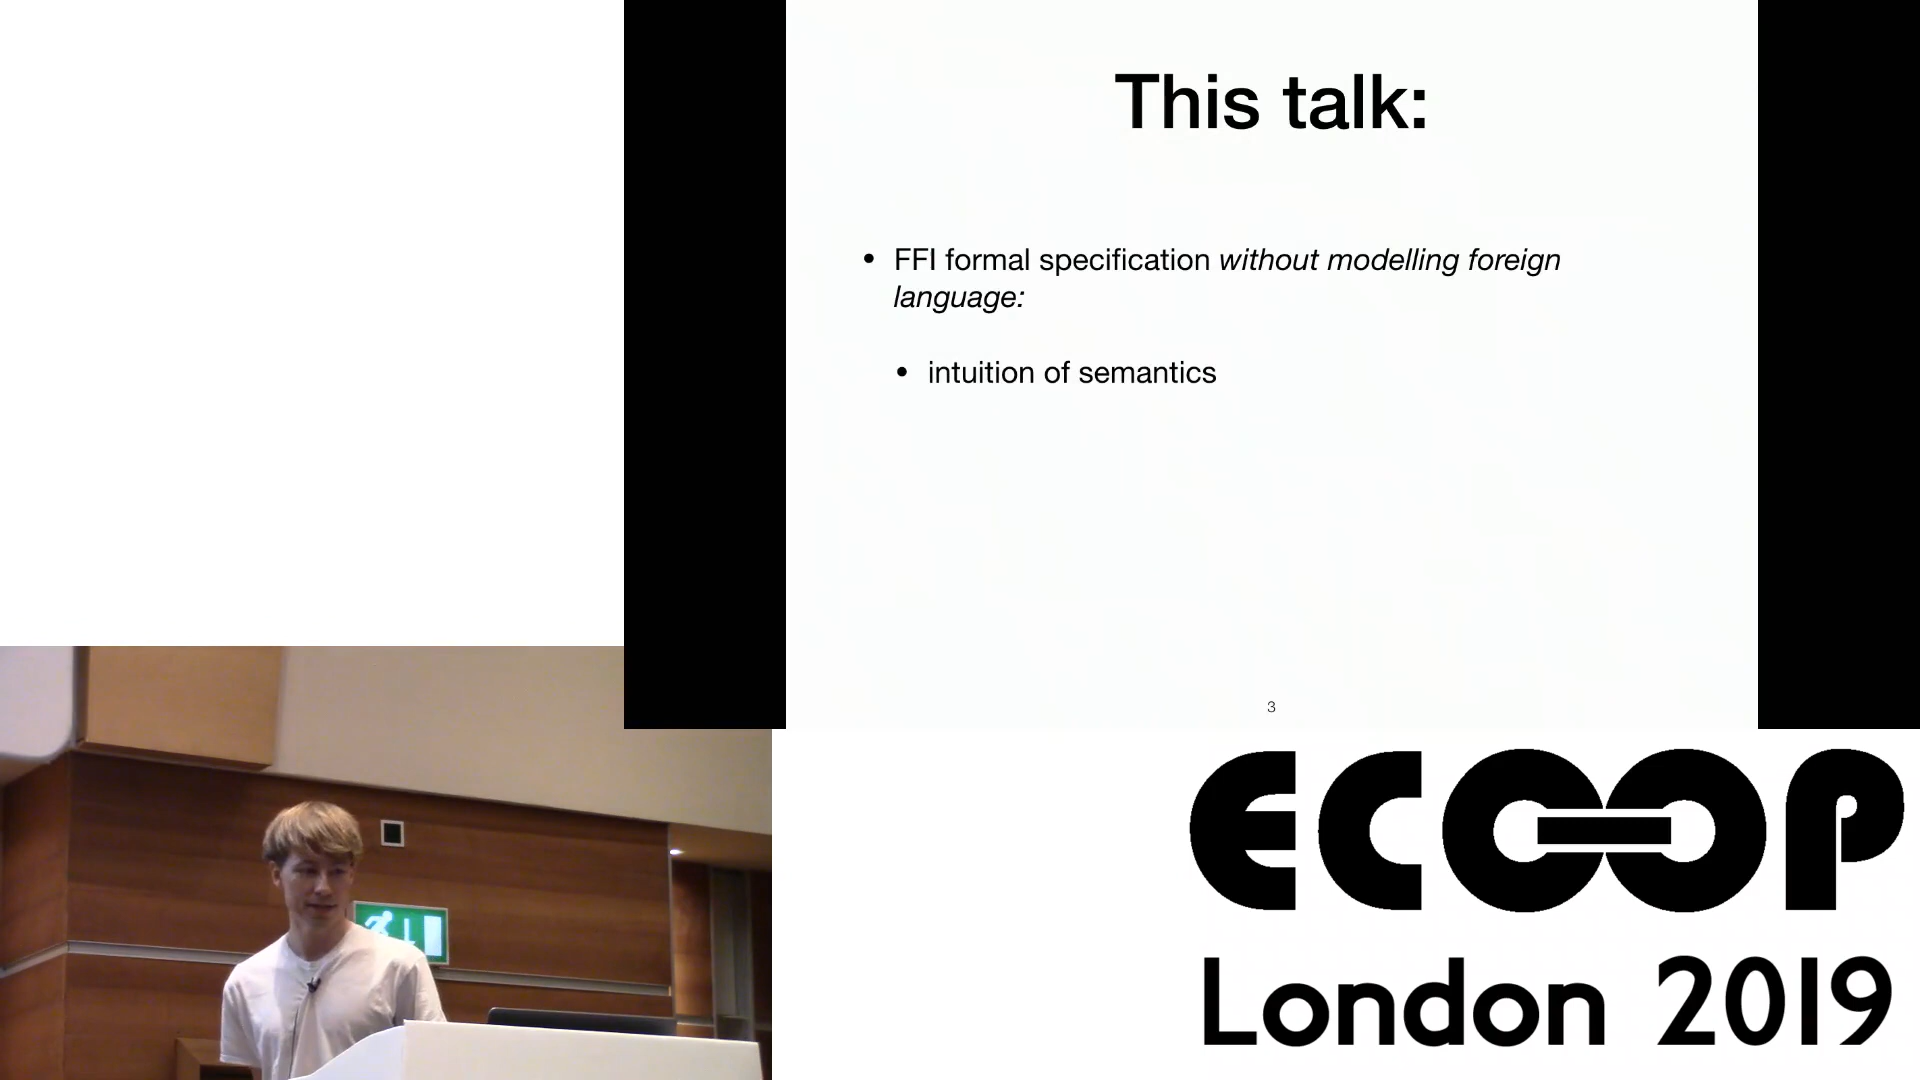 This talk:
• FFI formal specification without modelling foreign
language:
• intuition of semantics
3
ECOOP
London 2019